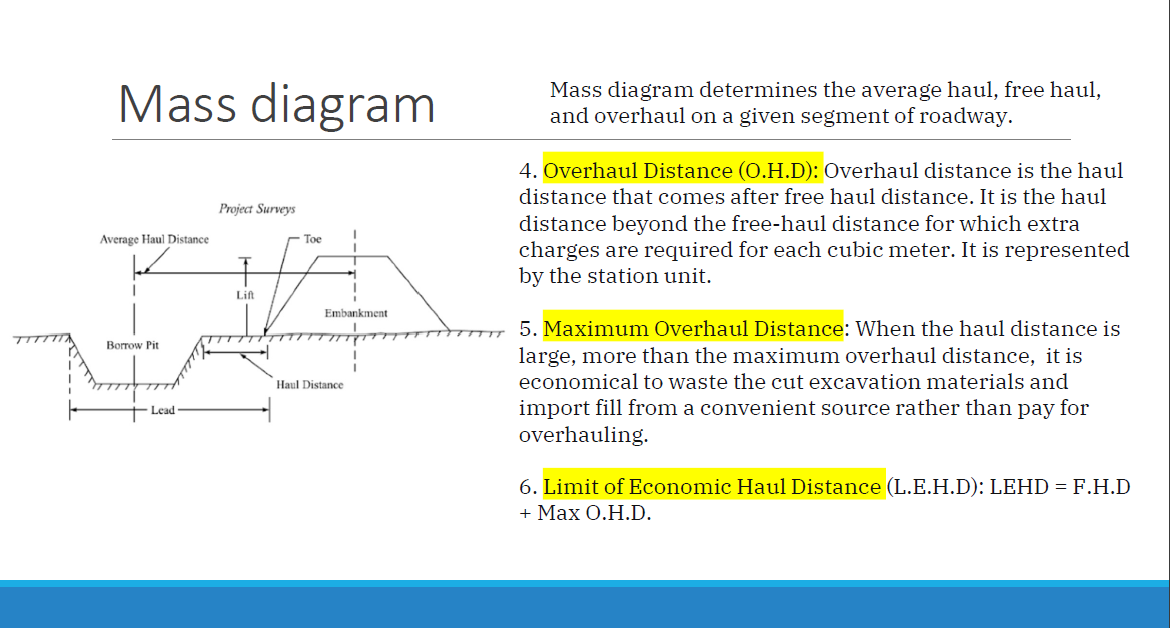 Mass diagram
Mass diagram determines the average haul, free haul,
and overhaul on a given segment of roadway.
4. Overhaul Distance (O.H.D): Overhaul distance is the haul
distance that comes after free haul distance. It is the haul
distance beyond the free-haul distance for which extra
charges are required for each cubic meter. It is represented
by the station unit.
5. Maximum Overhaul Distance: When the haul distance is
large, more than the maximum overhaul distance, it is
economical to waste the cut excavation materials and
import fill from a convenient source rather than pay for
overhauling.
6. Limit of Economic Haul Distance (L.E.H.D): LEHD = F.H.D
+ Max O.H.D.
Project Surveys
Average Haul Distance
Toe
Lift
Embankment
Borrow Pit
Haul Distance
Lead